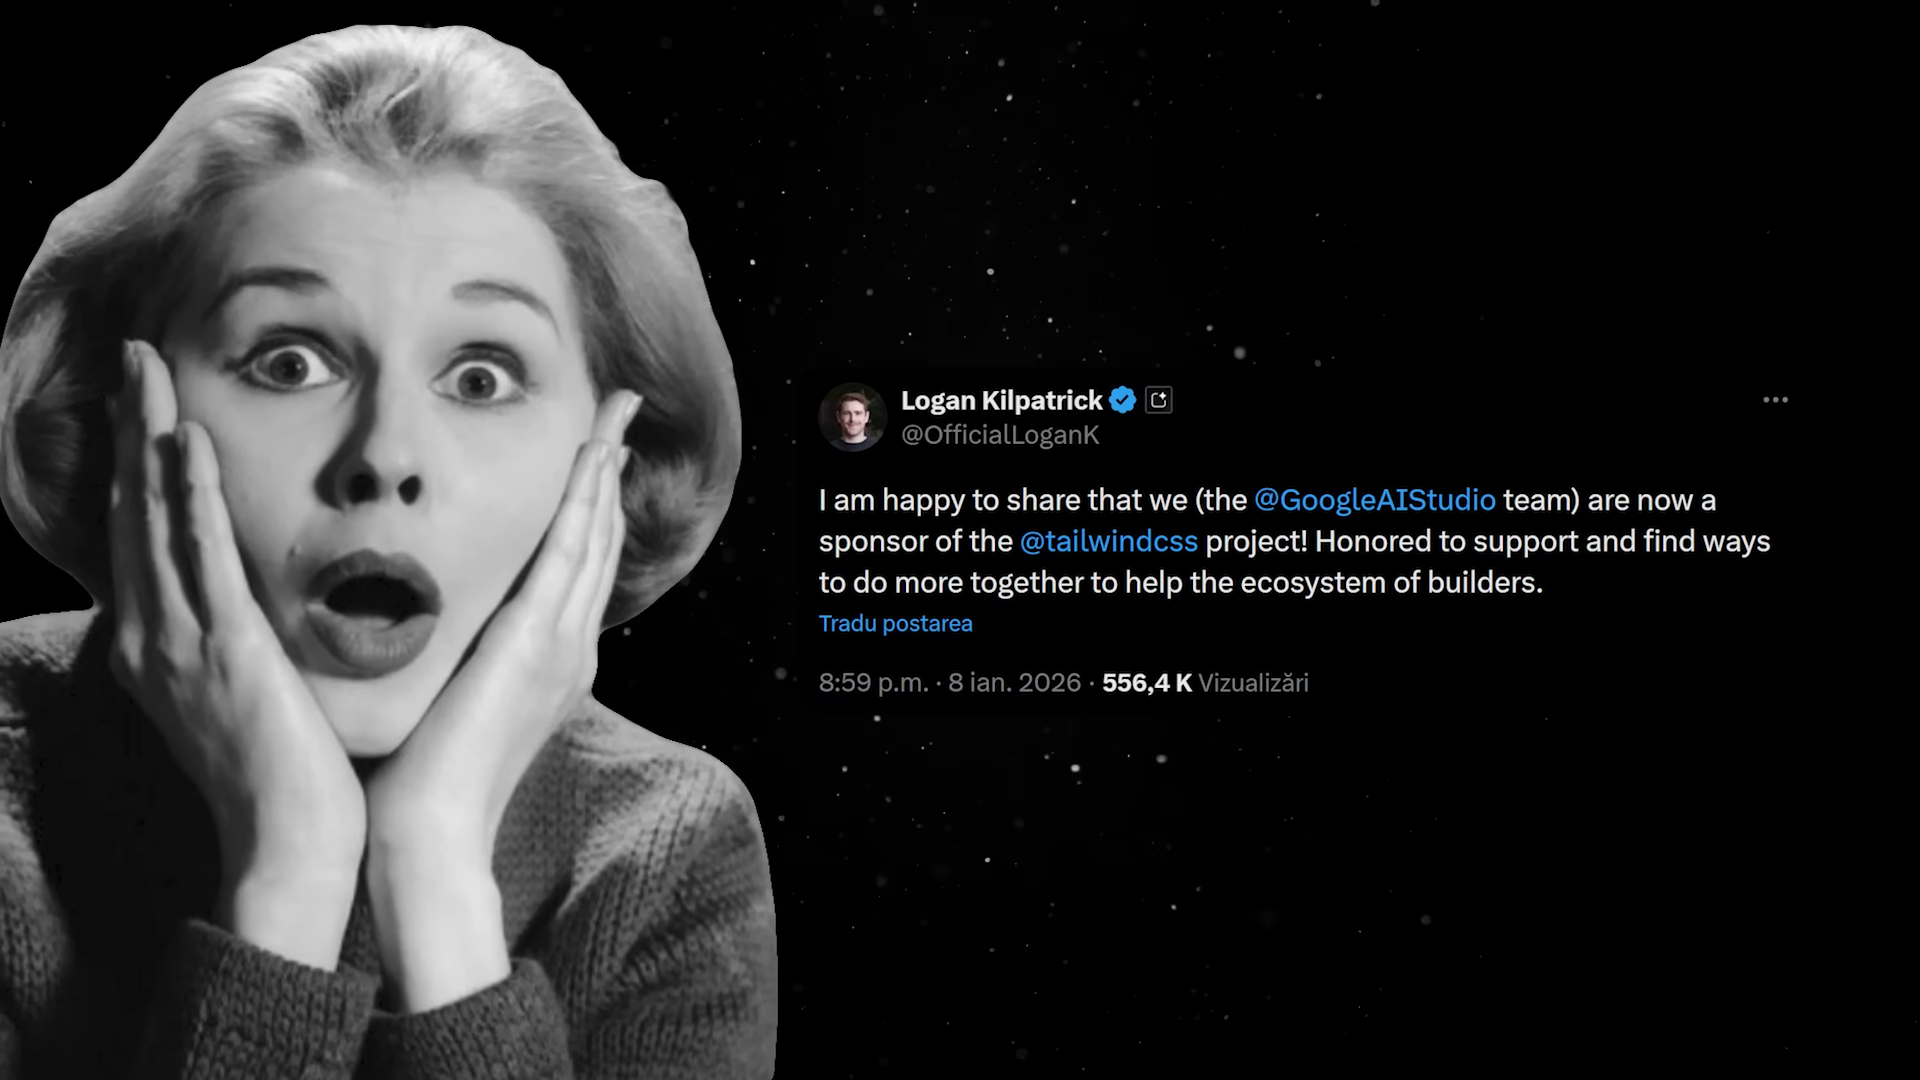 Logan Kilpatrick
@OfficialLoganK
I am happy to share that we (the @GoogleAIStudio team) are now a
sponsor of the @tailwindcss project! Honored to support and find ways
to do more together to help the ecosystem of builders.
Tradu postarea
8:59 p.m. · 8 ian. 2026 · 556,4 K Vizualizări